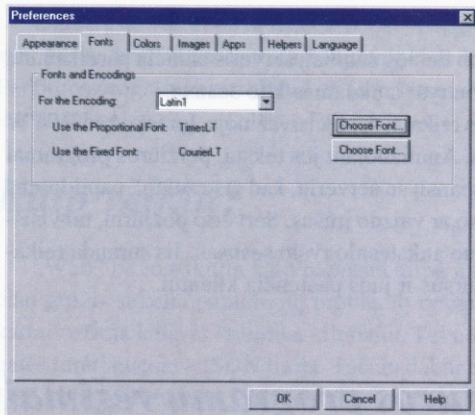 Preferences
Appearance Fonts Colors Images Apps Helpers Language
Fonts and Encodings
For the Encoding: Latin1
Use the Proportional Font: TimesLT Choose Font...
Use the Fixed Font: CourierLT Choose Font...
OK Cancel Help